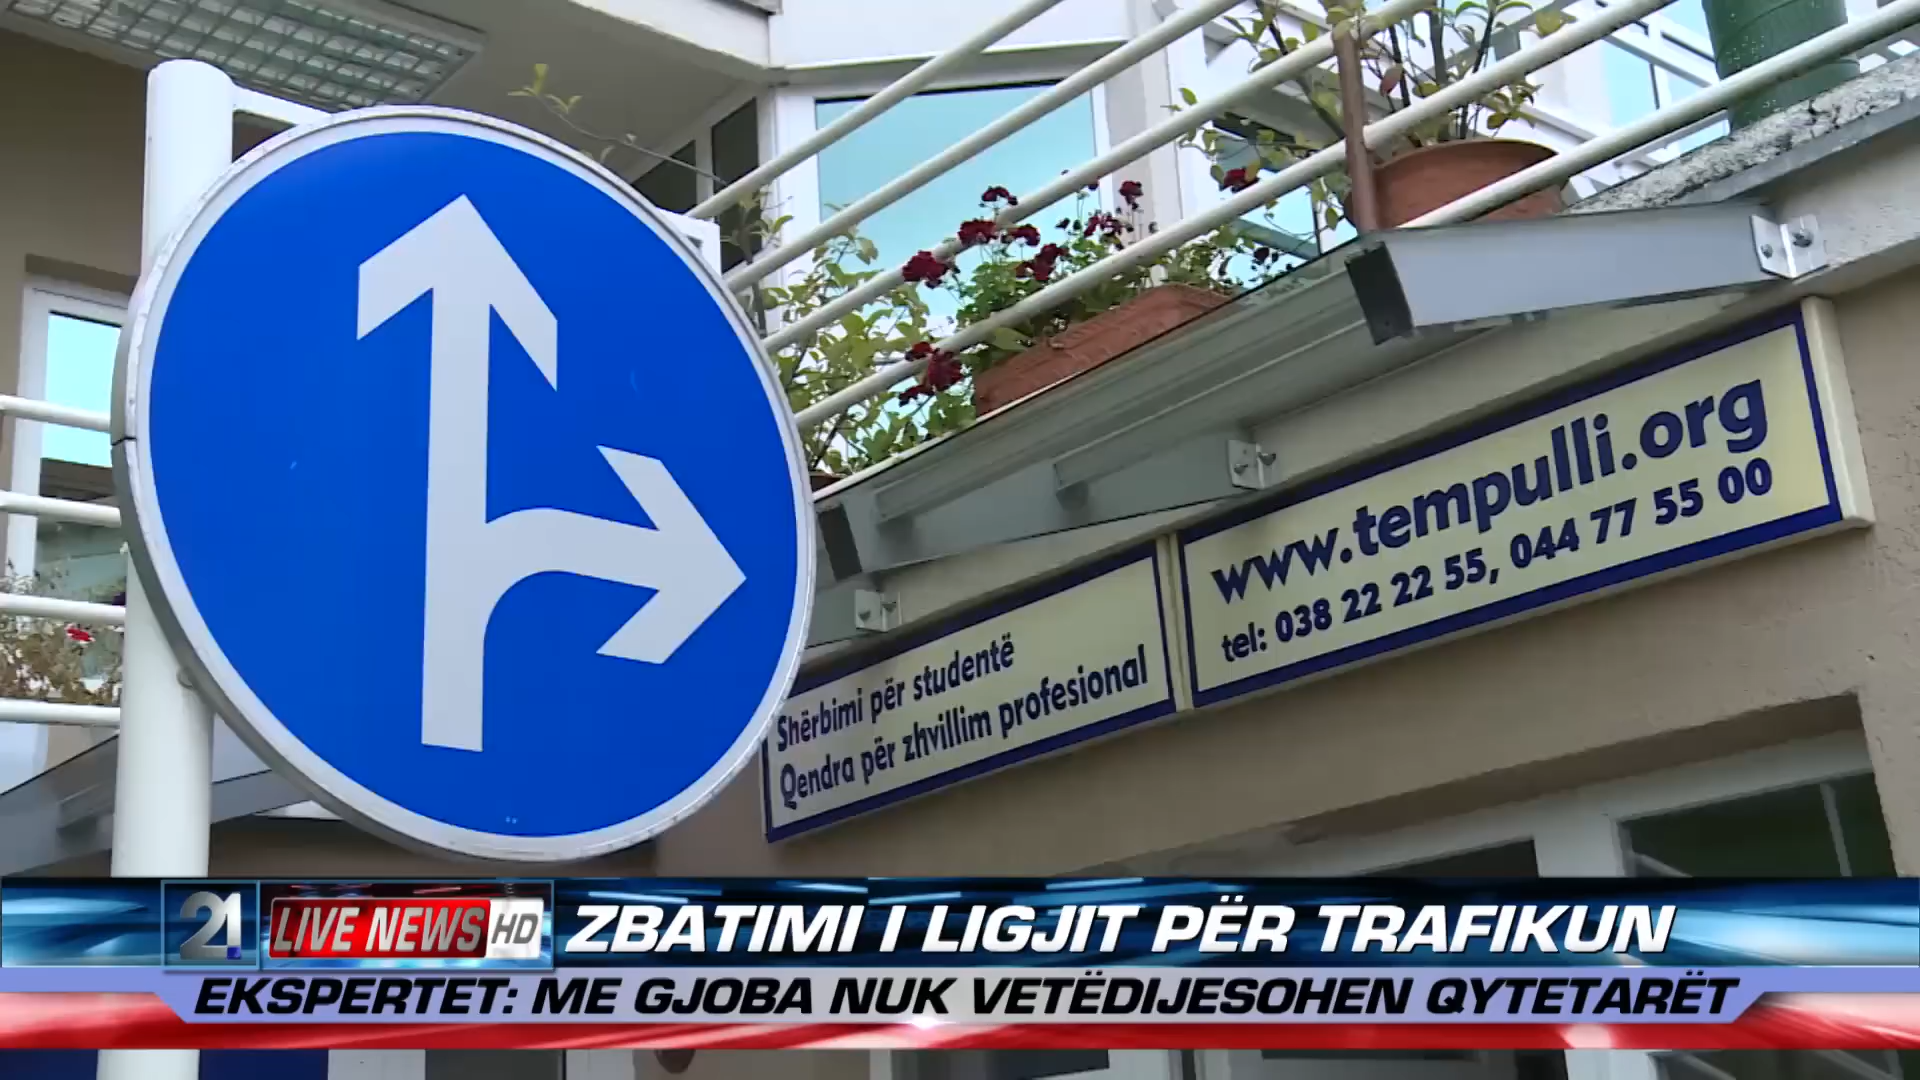 www.tempulli.org
tel: 038 22 22 55, 044 77 55 00
Shërbimi për studentë
Qendra për zhvillim profesional
21 LIVE NEWS HD
ZBATIMI I LIGJIT PËR TRAFIKUN
EKSPERTET: ME GJOBA NUK VETËDIJESOHEN QYTETARËT